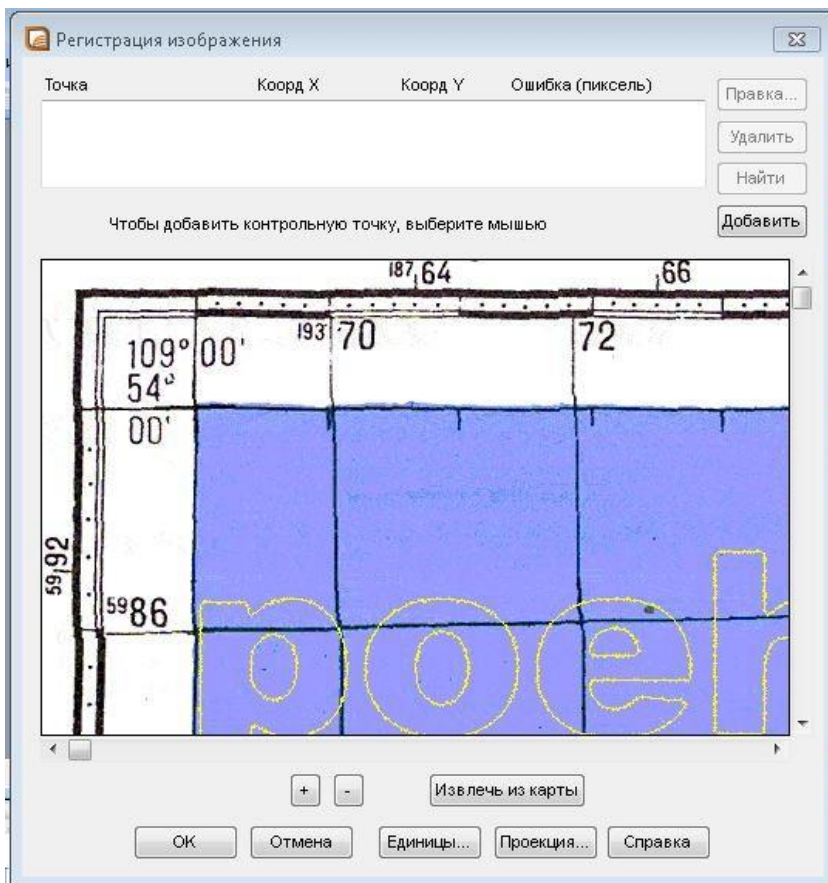 Регистрация изображения
Точка Коорд X Коорд Y Ошибка (пиксель)
Правка...
Удалить
Найти
Чтобы добавить контрольную точку, выберите мышью
Добавить
187 64 66
109° 00' 193 70 72
54°
00'
59 92
59 86
poeh
+ - Извлечь из карты
OK Отмена Единицы... Проекция... Справка